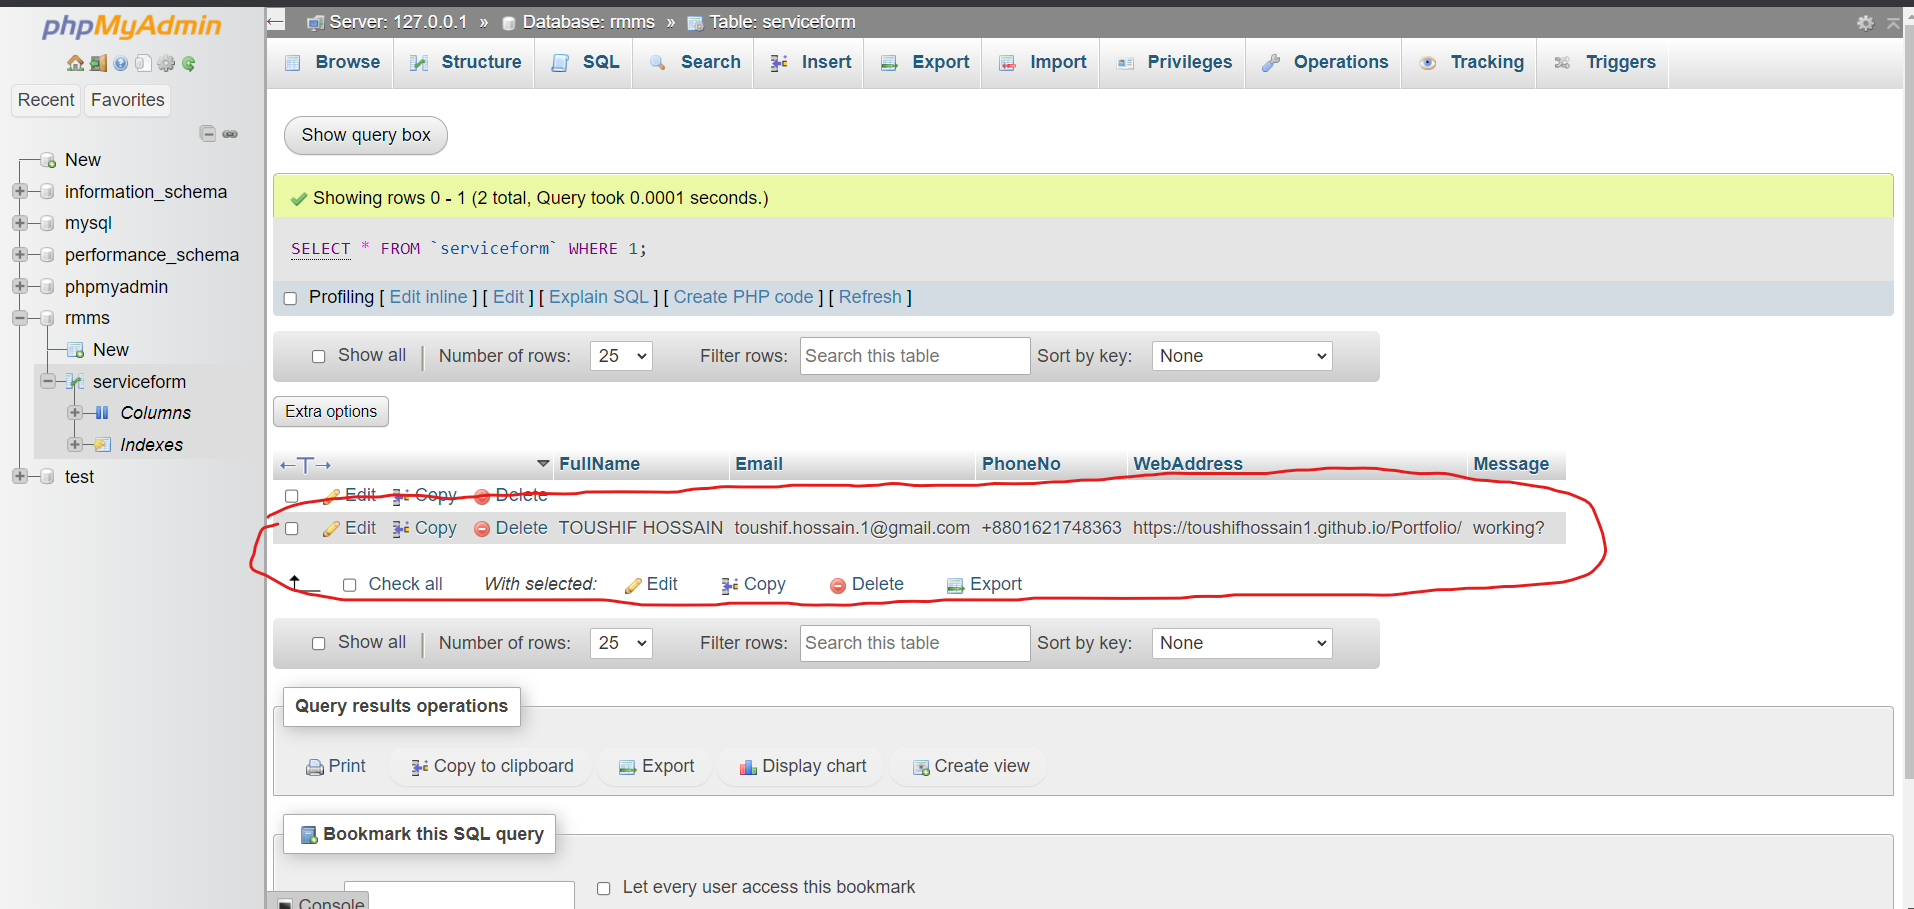 phpMyAdmin
Recent Favorites
New
information_schema
mysql
performance_schema
phpmyadmin
rmms
New
serviceform
Columns
Indexes
test
Server: 127.0.0.1 » Database: rmms » Table: serviceform
Browse Structure SQL Search Insert Export Import Privileges Operations Tracking Triggers
Show query box
Showing rows 0 - 1 (2 total, Query took 0.0001 seconds.)
SELECT * FROM `serviceform` WHERE 1;
Profiling [ Edit inline ] [ Edit ] [ Explain SQL ] [ Create PHP code ] [ Refresh ]
Show all | Number of rows: 25 Filter rows: Search this table Sort by key: None
Extra options
←T→ FullName Email PhoneNo WebAddress Message
Edit Copy Delete
Edit Copy Delete TOUSHIF HOSSAIN toushif.hossain.1@gmail.com +8801621748363 https://toushifhossain1.github.io/Portfolio/ working?
Check all With selected: Edit Copy Delete Export
Show all | Number of rows: 25 Filter rows: Search this table Sort by key: None
Query results operations
Print Copy to clipboard Export Display chart Create view
Bookmark this SQL query
Let every user access this bookmark
Console